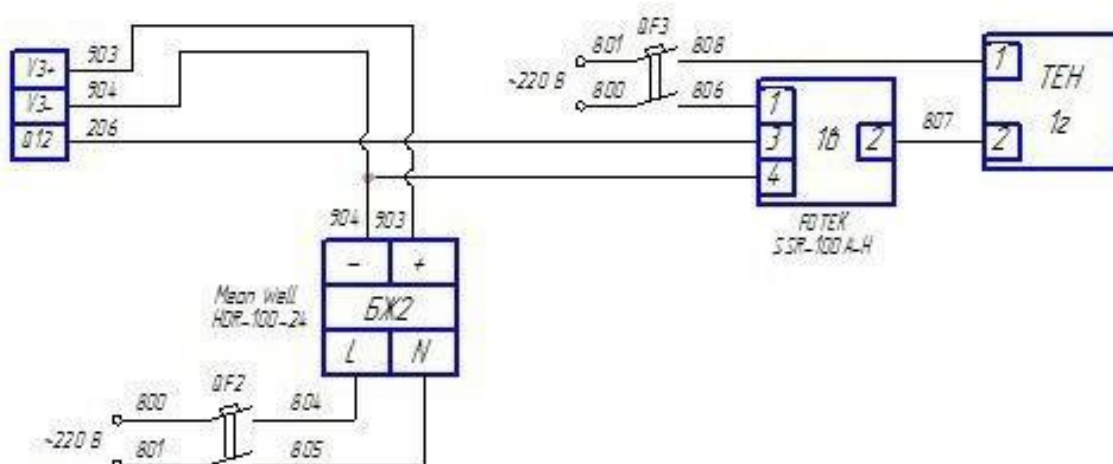 V3+
903
V3-
904
Q12
206
~220 В
801
800
QF3
808
806
1
3
4
1в
2
807
1
2
ТЕН
1г
FOTEK
SSR-100 A-H
904
903
-
+
БЖ2
L
N
Mean Well
HDR-100-24
~220 В
800
801
QF2
804
805